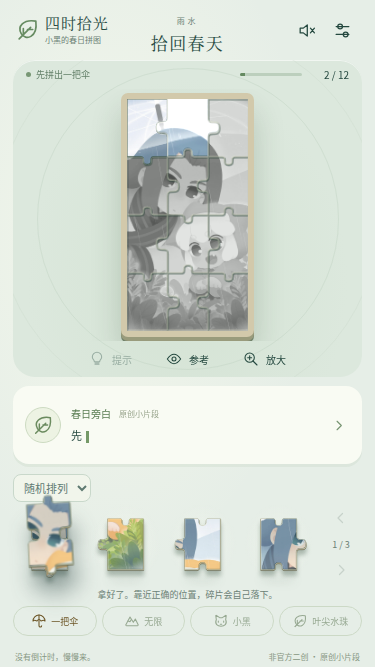 四时拾光
小黑的春日拼图
雨水
拾回春天
先拼出一把伞
2 / 12
提示
参考
放大
春日旁白 原创小片段
先
随机排列
1 / 3
拿好了。靠近正确的位置，碎片会自己落下。
一把伞
无限
小黑
叶尖水珠
没有倒计时，慢慢来。
非官方二创 · 原创小片段